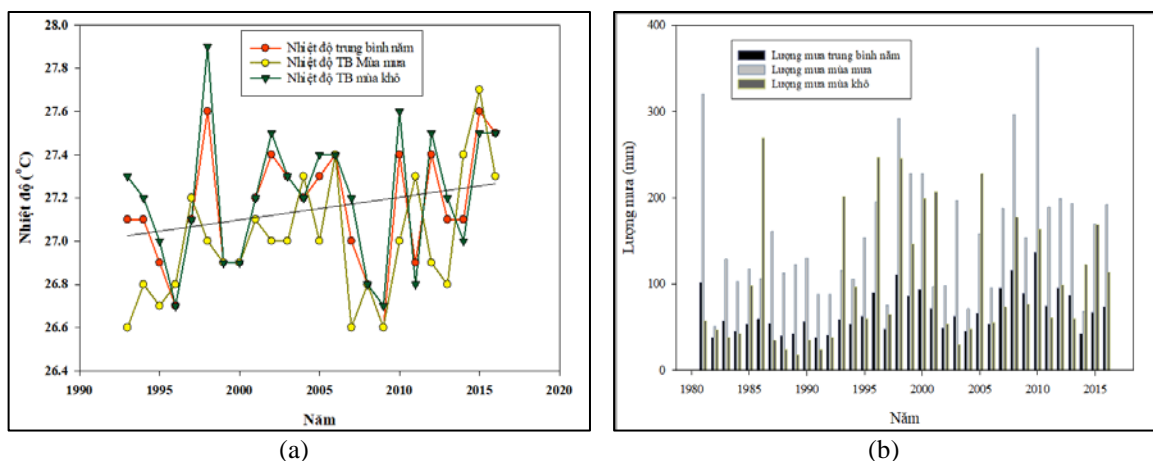 28.0
27.8
27.6
27.4
27.2
27.0
26.8
26.6
26.4
Nhiệt độ (°C)
Nhiệt độ trung bình năm
Nhiệt độ TB Mùa mưa
Nhiệt độ TB mùa khô
1990 1995 2000 2005 2010 2015 2020
Năm
(a)
400
300
200
100
0
Lượng mưa (mm)
Lượng mưa trung bình năm
Lượng mưa mùa mưa
Lượng mưa mùa khô
1980 1985 1990 1995 2000 2005 2010 2015
Năm
(b)